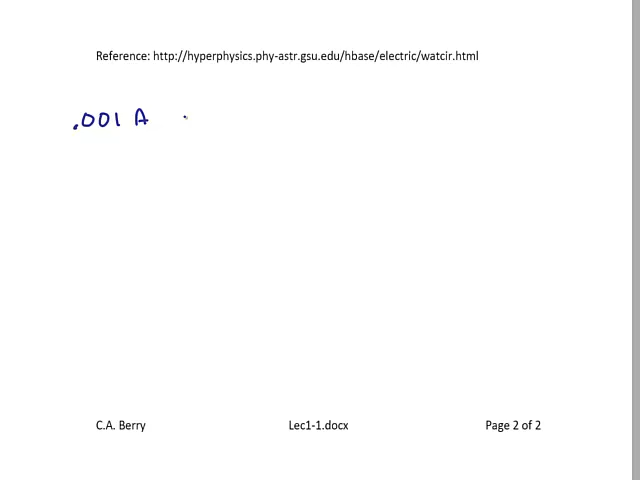 Reference: http://hyperphysics.phy-astr.gsu.edu/hbase/electric/watcir.html
.001 A
C.A. Berry Lec1-1.docx Page 2 of 2